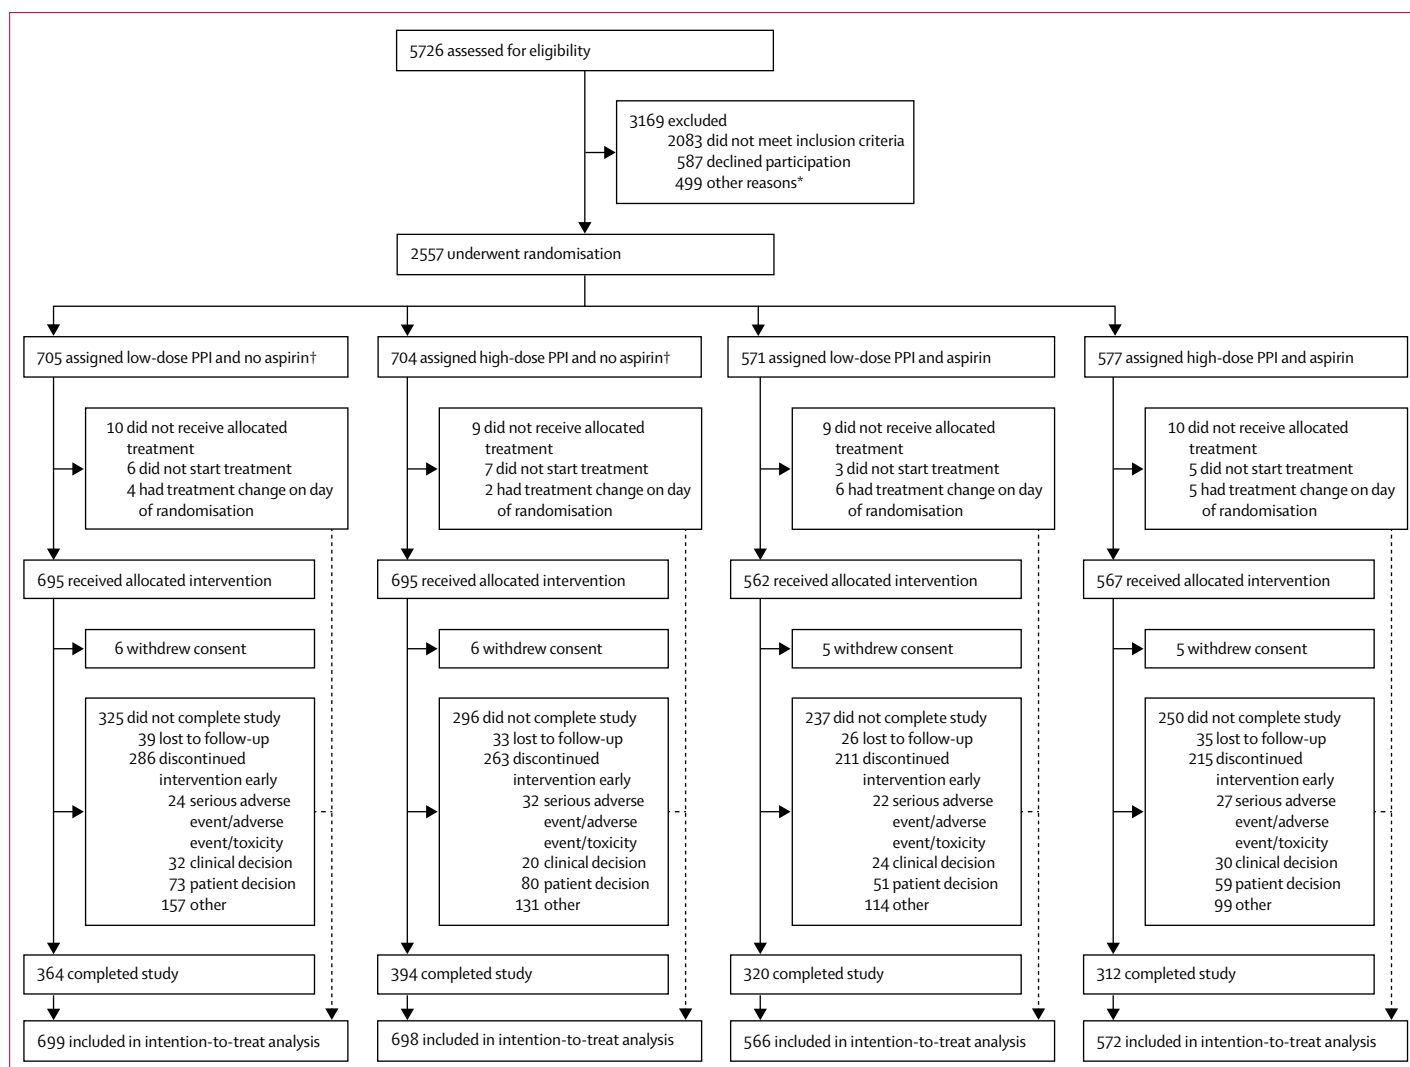 5726 assessed for eligibility
3169 excluded
2083 did not meet inclusion criteria
587 declined participation
499 other reasons*
2557 underwent randomisation
705 assigned low-dose PPI and no aspirin†
704 assigned high-dose PPI and no aspirin†
571 assigned low-dose PPI and aspirin
577 assigned high-dose PPI and aspirin
10 did not receive allocated
treatment
6 did not start treatment
4 had treatment change on day
of randomisation
9 did not receive allocated
treatment
7 did not start treatment
2 had treatment change on day
of randomisation
9 did not receive allocated
treatment
3 did not start treatment
6 had treatment change on day
of randomisation
10 did not receive allocated
treatment
5 did not start treatment
5 had treatment change on day
of randomisation
695 received allocated intervention
695 received allocated intervention
562 received allocated intervention
567 received allocated intervention
6 withdrew consent
6 withdrew consent
5 withdrew consent
5 withdrew consent
325 did not complete study
39 lost to follow-up
286 discontinued
intervention early
24 serious adverse
event/adverse
event/toxicity
32 clinical decision
73 patient decision
157 other
296 did not complete study
33 lost to follow-up
263 discontinued
intervention early
32 serious adverse
event/adverse
event/toxicity
20 clinical decision
80 patient decision
131 other
237 did not complete study
26 lost to follow-up
211 discontinued
intervention early
22 serious adverse
event/adverse
event/toxicity
24 clinical decision
51 patient decision
114 other
250 did not complete study
35 lost to follow-up
215 discontinued
intervention early
27 serious adverse
event/adverse
event/toxicity
30 clinical decision
59 patient decision
99 other
364 completed study
394 completed study
320 completed study
312 completed study
699 included in intention-to-treat analysis
698 included in intention-to-treat analysis
566 included in intention-to-treat analysis
572 included in intention-to-treat analysis